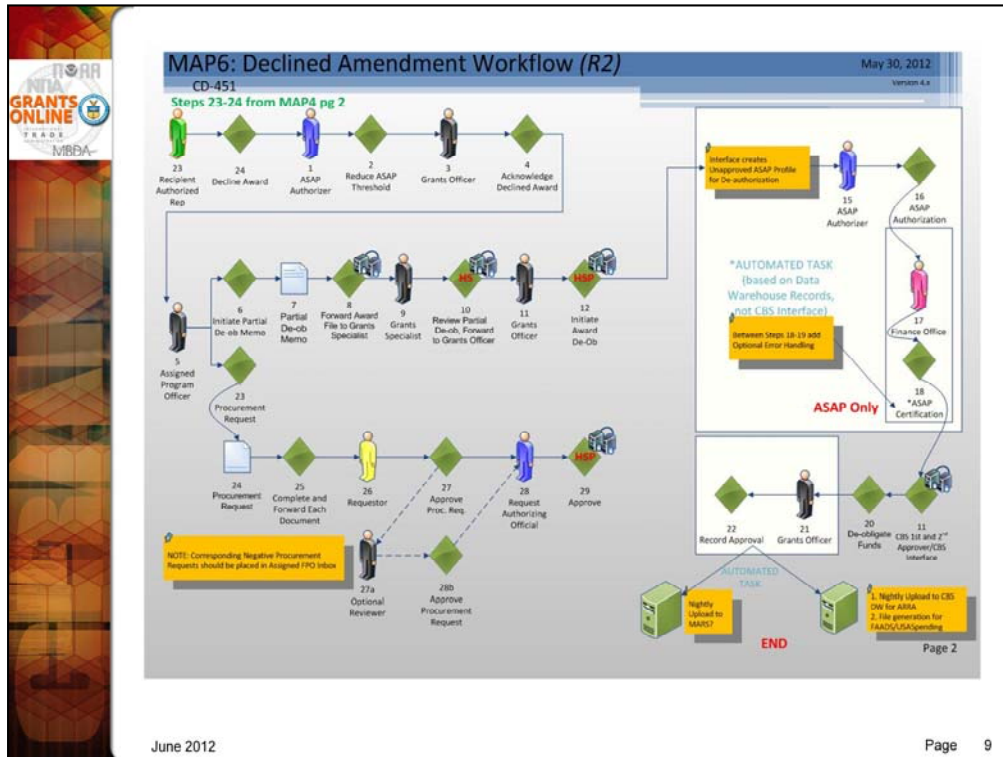 NOAA
NTIA
GRANTS
ONLINE
TRADE
MBDA
MAP6: Declined Amendment Workflow (R2)
May 30, 2012
CD-451
Version 4.x
Steps 23-24 from MAP4 pg 2
23
Recipient
Authorized
Rep
24
Decline Award
1
ASAP
Authorizer
2
Reduce ASAP
Threshold
3
Grants Officer
4
Acknowledge
Declined Award
Interface creates
Unapproved ASAP Profile
for De-authorization
15
ASAP
Authorizer
16
ASAP
Authorization
5
Assigned
Program
Officer
6
Initiate Partial
De-ob Memo
7
Partial
De-ob
Memo
8
Forward Award
File to Grants
Specialist
9
Grants
Specialist
HS
10
Review Partial
De-ob, Forward
to Grants Officer
11
Grants
Officer
HSP
12
Initiate
Award
De-Ob
*AUTOMATED TASK
(based on Data
Warehouse Records,
not CBS Interface)
Between Steps 18-19 add
Optional Error Handling
17
Finance Office
18
*ASAP
Certification
ASAP Only
23
Procurement
Request
24
Procurement
Request
25
Complete and
Forward Each
Document
26
Requestor
27
Approve
Proc. Req.
28
Request
Authorizing
Official
HSP
29
Approve
NOTE: Corresponding Negative Procurement
Requests should be placed in Assigned FPO Inbox
27a
Optional
Reviewer
28b
Approve
Procurement
Request
22
Record Approval
21
Grants Officer
20
De-obligate
Funds
11
CBS 1st and 2nd
Approver/CBS
Interface
AUTOMATED
TASK
Nightly
Upload to
MARS?
1. Nightly Upload to CBS
DW for ARRA
2. File generation for
FAADS/USASpending
END
Page 2
June 2012
Page 9